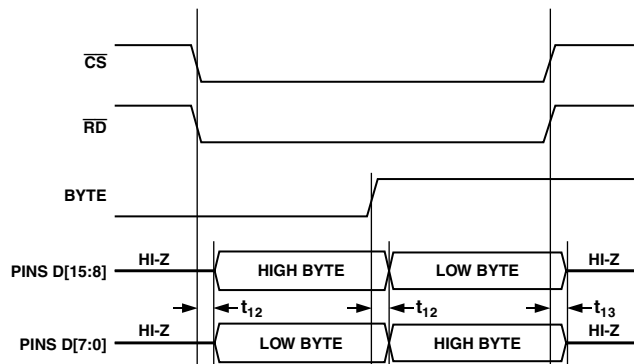 CS
RD
BYTE
PINS D[15:8] HI-Z HIGH BYTE LOW BYTE HI-Z
t12 t12 t13
PINS D[7:0] HI-Z LOW BYTE HIGH BYTE HI-Z